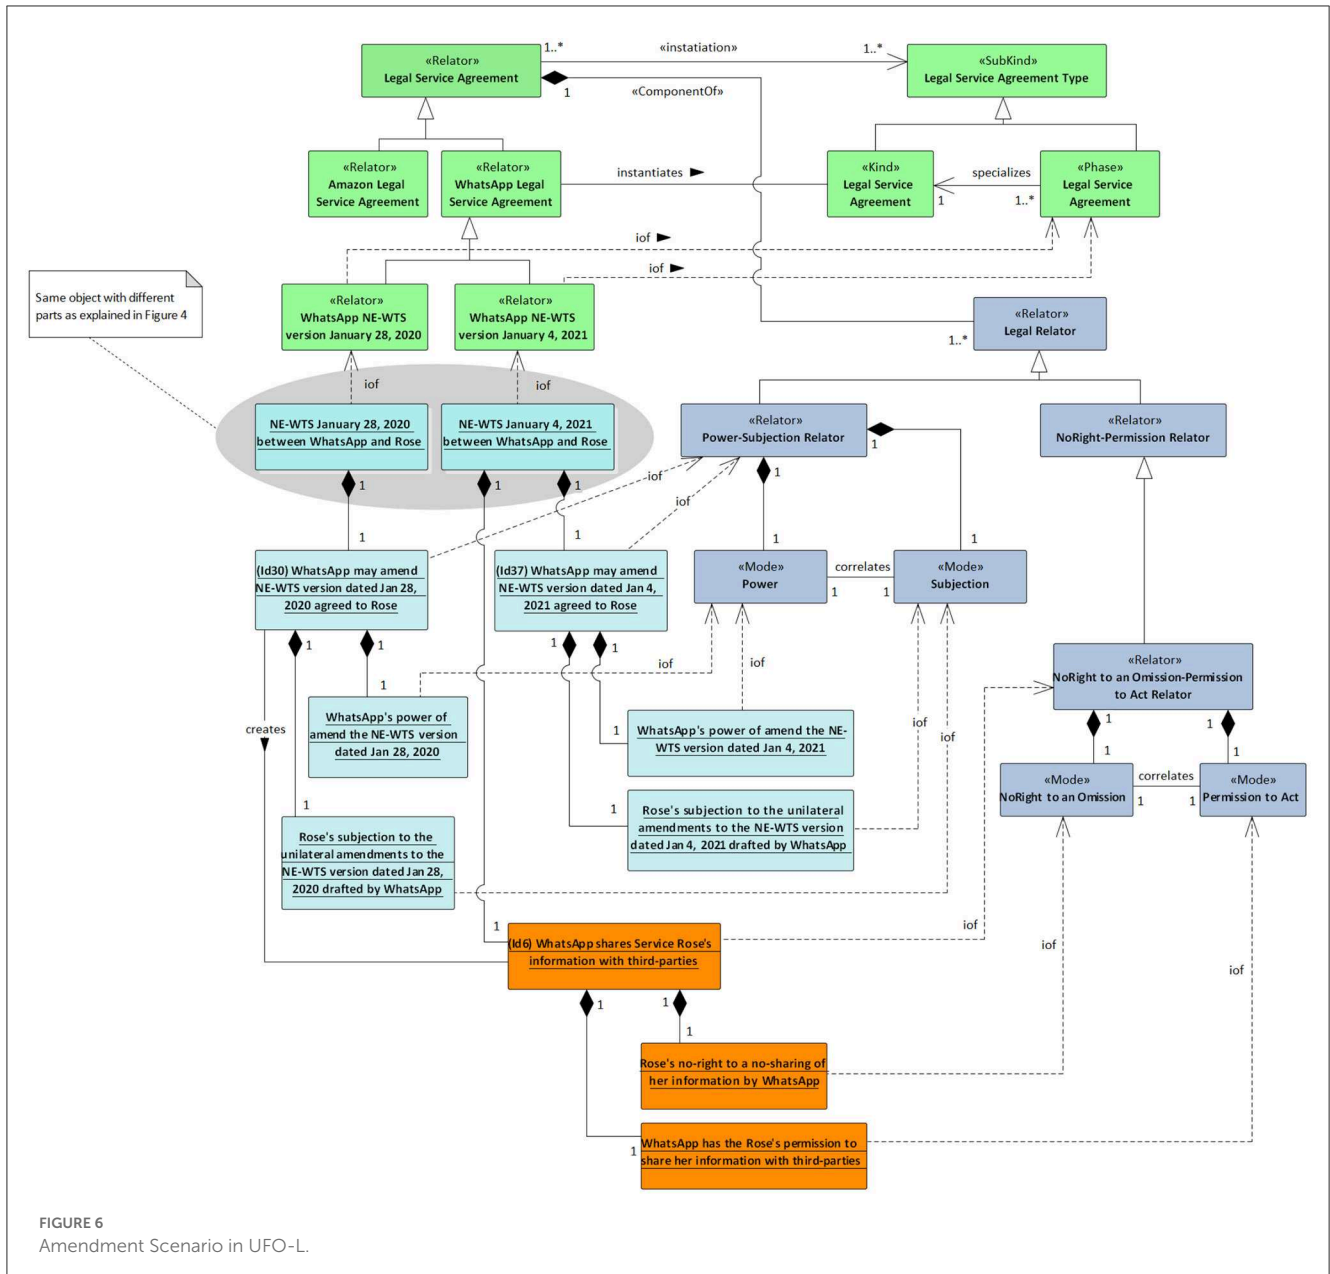 1..*
«instatiation»
1..*
«Relator»
Legal Service Agreement
1
«ComponentOf»
«SubKind»
Legal Service Agreement Type
«Relator»
Amazon Legal
Service Agreement
«Relator»
WhatsApp Legal
Service Agreement
instantiates
«Kind»
Legal Service
Agreement
specializes
1
1..*
«Phase»
Legal Service
Agreement
iof
iof
Same object with different
parts as explained in Figure 4
«Relator»
WhatsApp NE-WTS
version January 28, 2020
«Relator»
WhatsApp NE-WTS
version January 4, 2021
«Relator»
Legal Relator
1..*
iof
iof
NE-WTS January 28, 2020
between WhatsApp and Rose
NE-WTS January 4, 2021
between WhatsApp and Rose
«Relator»
Power-Subjection Relator
1
«Relator»
NoRight-Permission Relator
1
1
1
iof
iof
1
1
1
1
1
(Id30) WhatsApp may amend
NE-WTS version dated Jan 28,
2020 agreed to Rose
(Id37) WhatsApp may amend
NE-WTS version dated Jan 4,
2021 agreed to Rose
«Mode»
Power
correlates
1
1
«Mode»
Subjection
1
1
1
1
iof
iof
iof
iof
«Relator»
NoRight to an Omission-Permission
to Act Relator
1
1
1
creates
WhatsApp's power of
amend the NE-WTS version
dated Jan 28, 2020
1
WhatsApp's power of amend the NE-
WTS version dated Jan 4, 2021
1
1
«Mode»
NoRight to an Omission
correlates
1
1
«Mode»
Permission to Act
1
1
Rose's subjection to the
unilateral amendments to the
NE-WTS version dated Jan 28,
2020 drafted by WhatsApp
Rose's subjection to the unilateral
amendments to the NE-WTS version
dated Jan 4, 2021 drafted by WhatsApp
1
(Id6) WhatsApp shares Service Rose's
information with third-parties
iof
iof
iof
1
1
1
Rose's no-right to a no-sharing of
her information by WhatsApp
1
WhatsApp has the Rose's permission to
share her information with third-parties
FIGURE 6
Amendment Scenario in UFO-L.